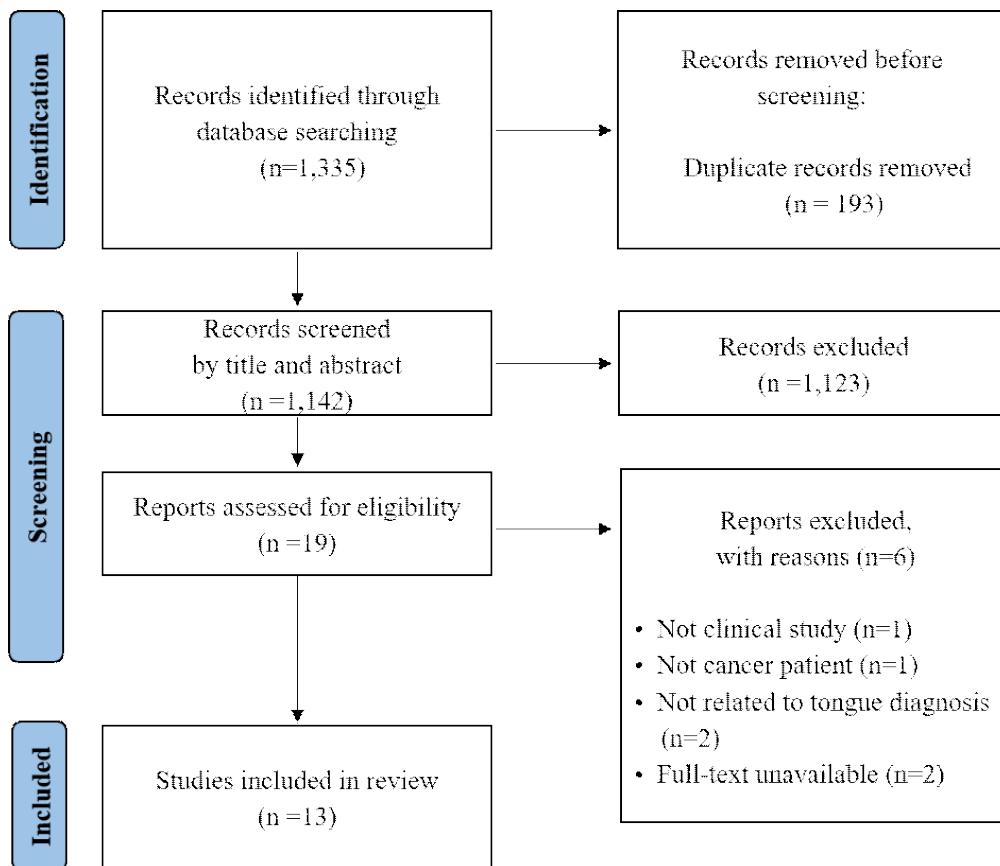 Identification
Records identified through
database searching
(n=1,335)
Records removed before
screening:
Duplicate records removed
(n = 193)
Screening
Records screened
by title and abstract
(n =1,142)
Records excluded
(n =1,123)
Reports assessed for eligibility
(n =19)
Reports excluded,
with reasons (n=6)
• Not clinical study (n=1)
• Not cancer patient (n=1)
• Not related to tongue diagnosis
(n=2)
• Full-text unavailable (n=2)
Included
Studies included in review
(n =13)